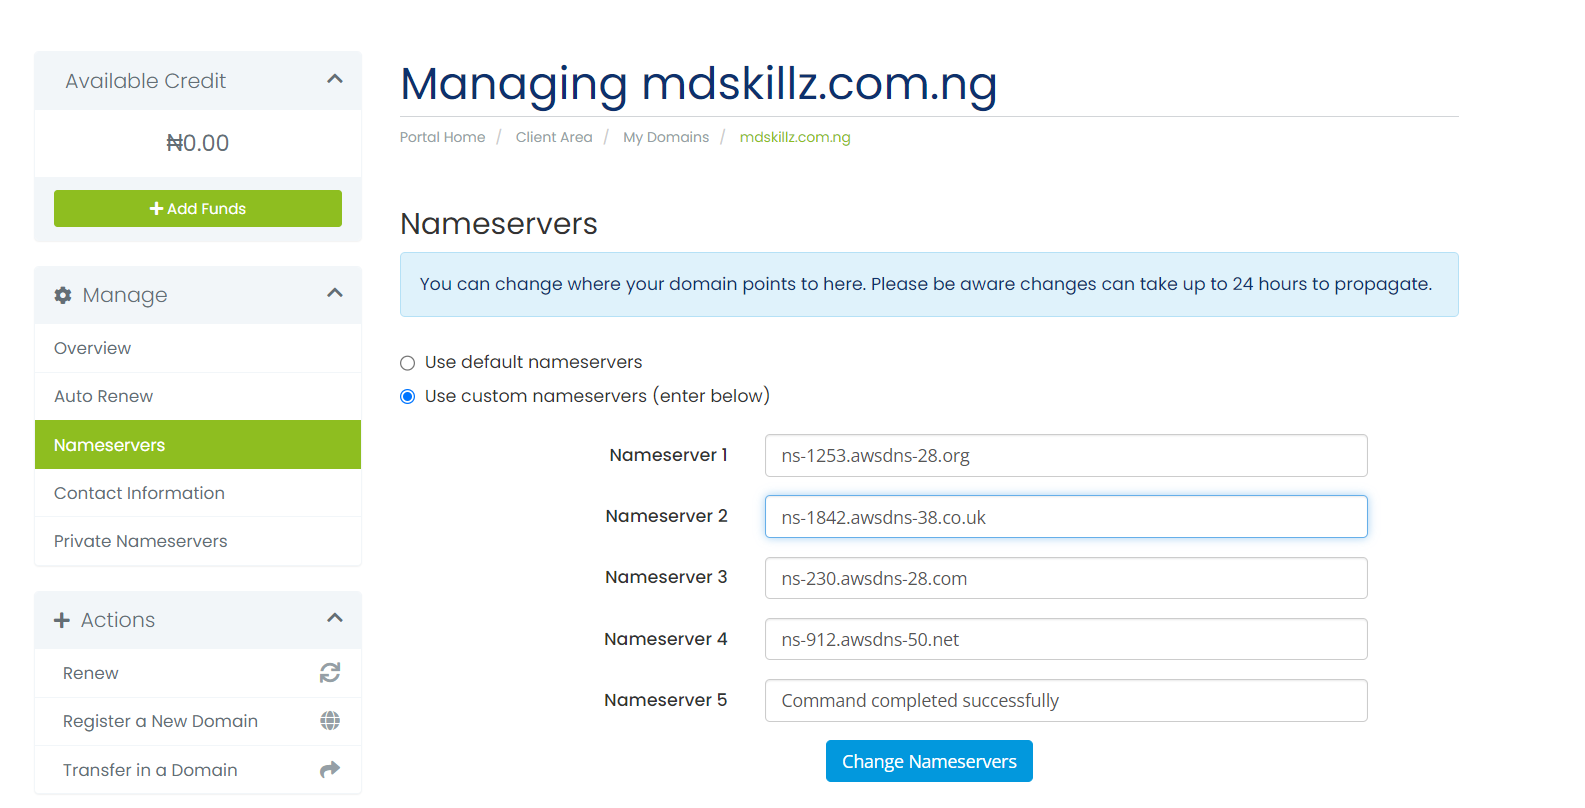 Available Credit
₦0.00
Add Funds
Manage
Overview
Auto Renew
Nameservers
Contact Information
Private Nameservers
Actions
Renew
Register a New Domain
Transfer in a Domain
Managing mdskillz.com.ng
Portal Home / Client Area / My Domains / mdskillz.com.ng
Nameservers
You can change where your domain points to here. Please be aware changes can take up to 24 hours to propagate.
Use default nameservers
Use custom nameservers (enter below)
Nameserver 1 ns-1253.awsdns-28.org
Nameserver 2 ns-1842.awsdns-38.co.uk
Nameserver 3 ns-230.awsdns-28.com
Nameserver 4 ns-912.awsdns-50.net
Nameserver 5 Command completed successfully
Change Nameservers